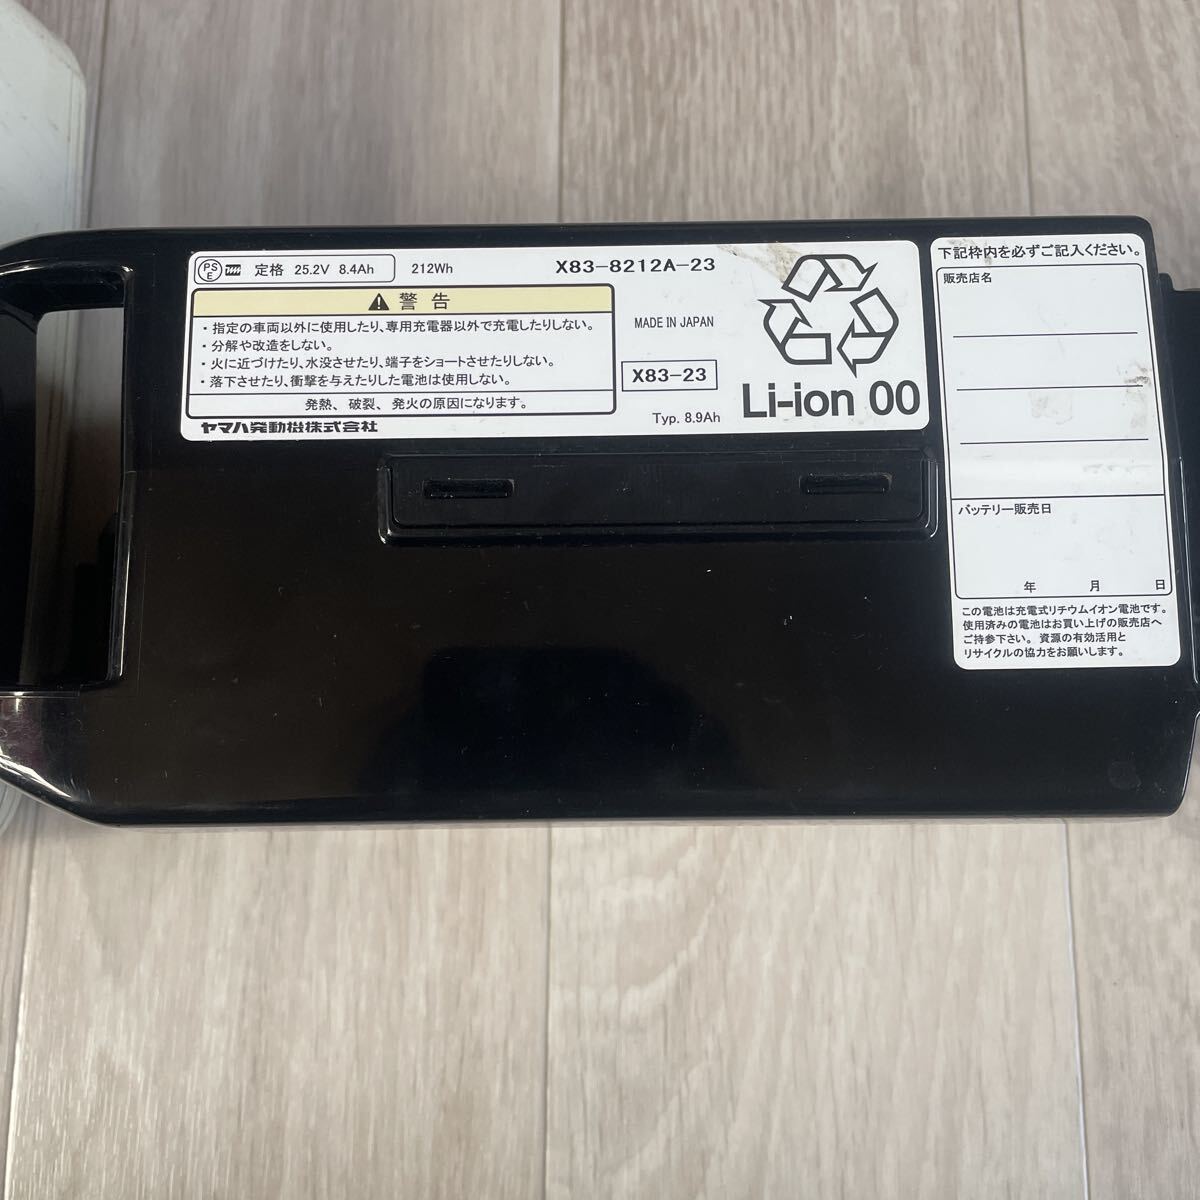 PS E 定格 25.2V 8.4Ah 212Wh X83-8212A-23
警告
・指定の車両以外に使用したり、専用充電器以外で充電したりしない。
・分解や改造をしない。
・火に近づけたり、水没させたり、端子をショートさせたりしない。
・落下させたり、衝撃を与えたりした電池は使用しない。
発熱、破裂、発火の原因になります。
ヤマハ発動機株式会社
MADE IN JAPAN
X83-23
Typ. 8.9Ah
Li-ion 00
下記枠内を必ずご記入ください。
販売店名
バッテリー販売日
年 月 日
この電池は充電式リチウムイオン電池です。
使用済みの電池はお買い上げの販売店へ
ご持参下さい。資源の有効活用と
リサイクルの協力をお願いします。